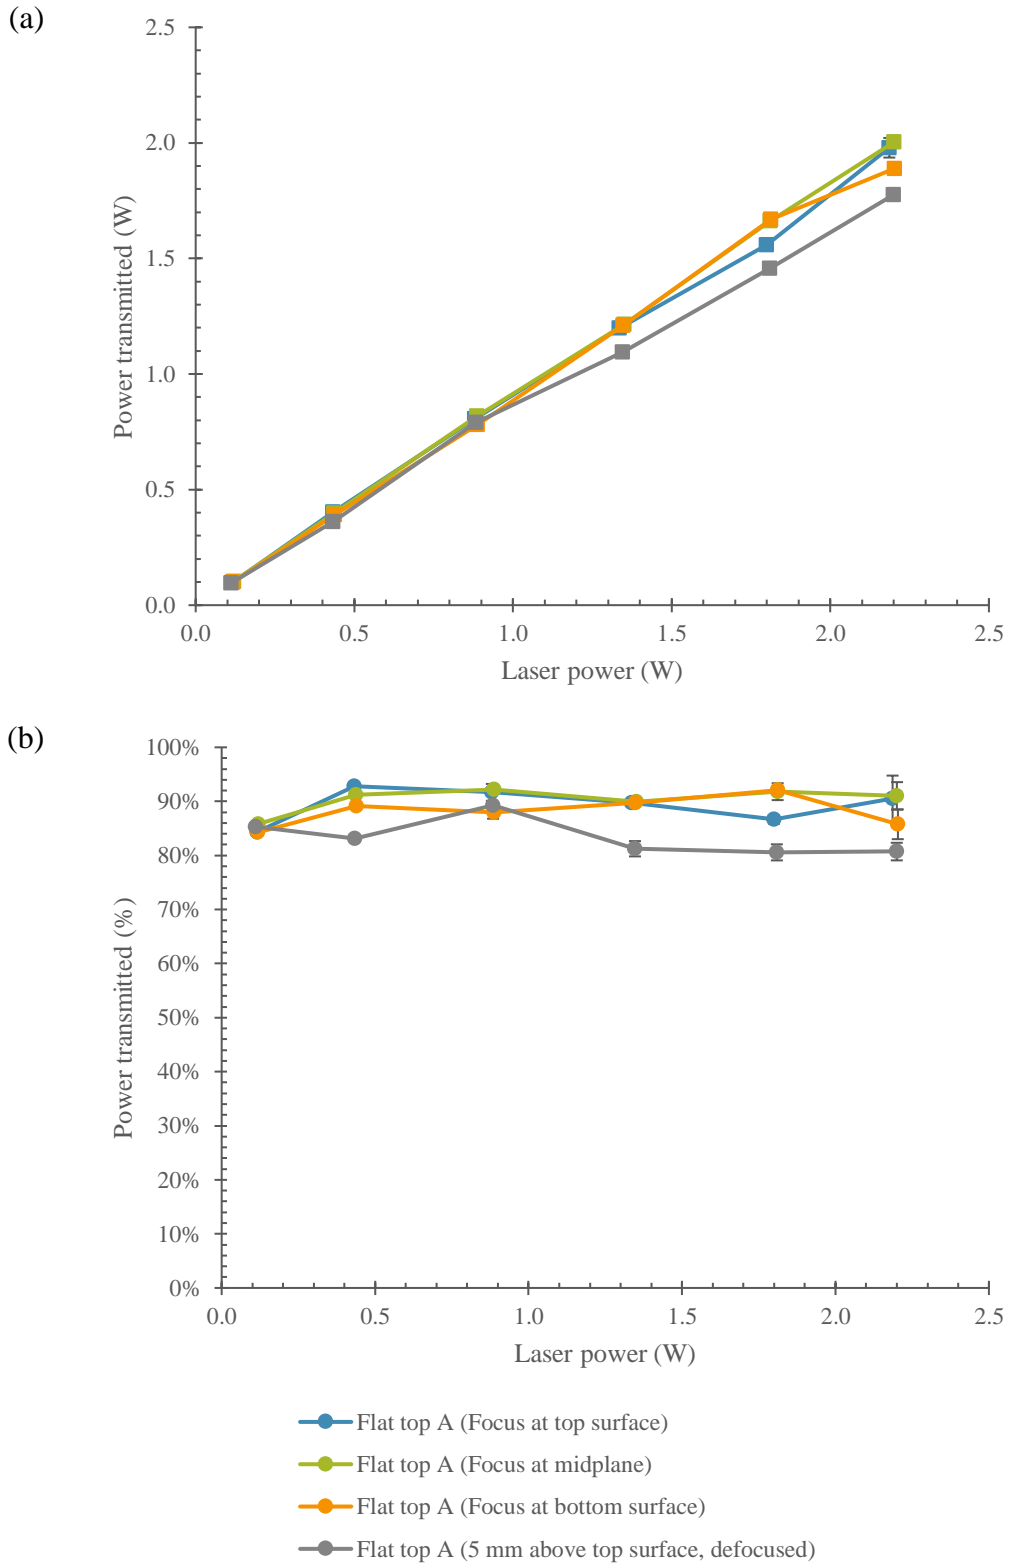 (a)
2.5
2.0
1.5
1.0
0.5
0.0
Power transmitted (W)
0.0 0.5 1.0 1.5 2.0 2.5
Laser power (W)
(b)
100%
90%
80%
70%
60%
50%
40%
30%
20%
10%
0%
Power transmitted (%)
0.0 0.5 1.0 1.5 2.0 2.5
Laser power (W)
Flat top A (Focus at top surface)
Flat top A (Focus at midplane)
Flat top A (Focus at bottom surface)
Flat top A (5 mm above top surface, defocused)